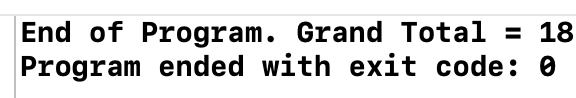 End of Program. Grand Total = 18
Program ended with exit code: 0